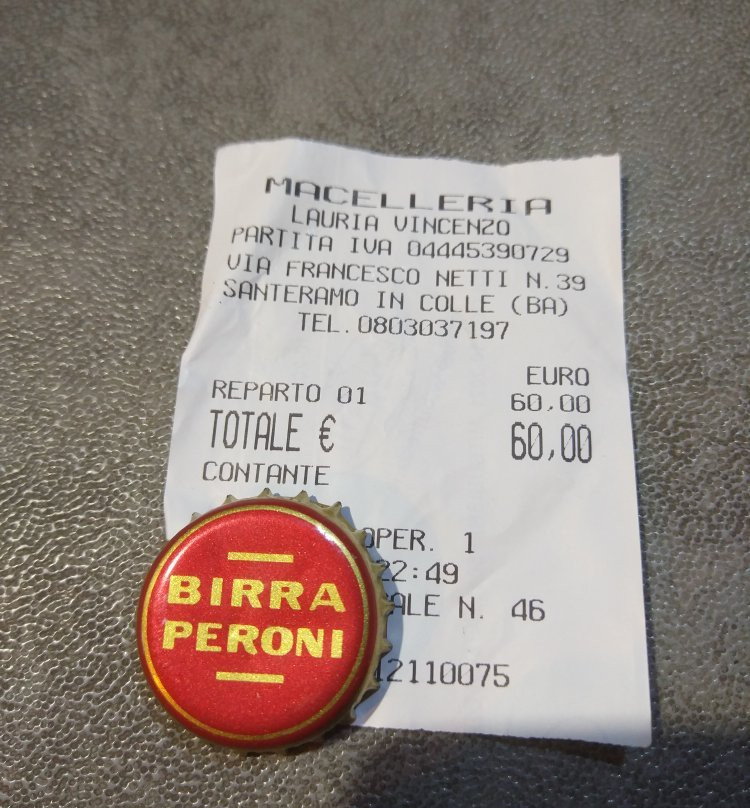 MACELLERIA
LAURIA VINCENZO
PARTITA IVA 04445390729
VIA FRANCESCO NETTI N.39
SANTERAMO IN COLLE (BA)
TEL.0803037197
EURO
REPARTO 01 60,00
TOTALE € 60,00
CONTANTE
OPER. 1
22:49
ALE N. 46
12110075
BIRRA
PERONI